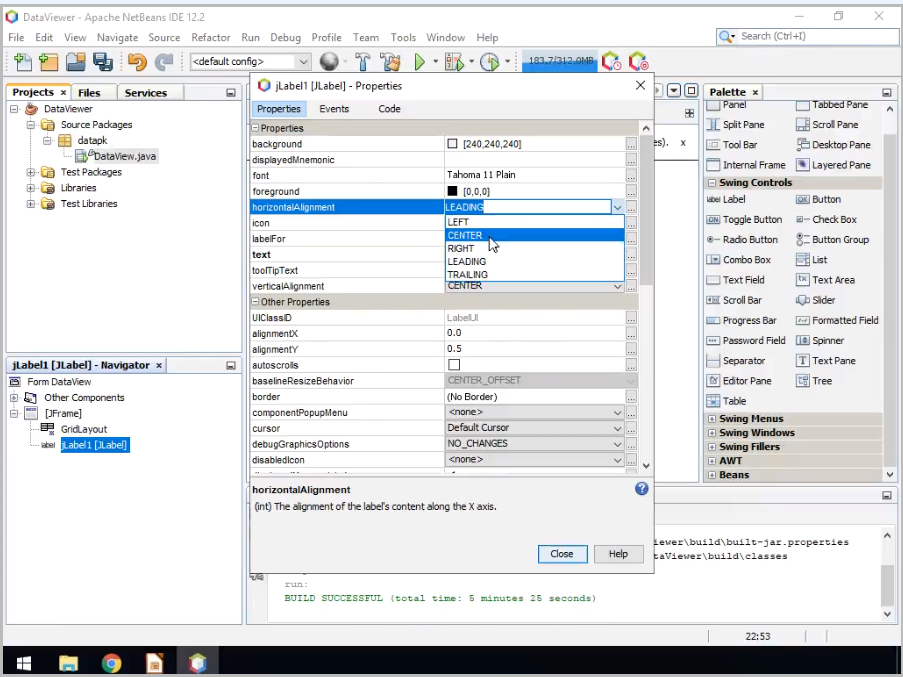 DataViewer - Apache NetBeans IDE 12.2
File Edit View Navigate Source Refactor Run Debug Profile Team Tools Window Help
Search (Ctrl+I)
<default config>
183.7/312.0MB
Projects × Files Services
DataViewer
Source Packages
datapk
DataView.java
Test Packages
Libraries
Test Libraries
jLabel1 [JLabel] - Navigator ×
Form DataView
Other Components
[JFrame]
GridLayout
label jLabel1 [JLabel]
jLabel1 [JLabel] - Properties
Properties Events Code
Properties
background [240,240,240] ...
displayedMnemonic ...
font Tahoma 11 Plain ...
foreground [0,0,0] ...
horizontalAlignment LEADING ...
icon LEFT
labelFor CENTER
text RIGHT
toolTipText LEADING
TRAILING
verticalAlignment CENTER ...
Other Properties
UIClassID LabelUI ...
alignmentX 0.0 ...
alignmentY 0.5 ...
autoscrolls ...
baselineResizeBehavior CENTER_OFFSET
border (No Border) ...
componentPopupMenu <none> ...
cursor Default Cursor ...
debugGraphicsOptions NO_CHANGES ...
disabledIcon <none> ...
horizontalAlignment
(int) The alignment of the label's content along the X axis.
Close Help
es). x
Palette ×
Panel Tabbed Pane
Split Pane Scroll Pane
Tool Bar Desktop Pane
Internal Frame Layered Pane
Swing Controls
label Label OK Button
ON Toggle Button Check Box
Radio Button Button Group
Combo Box List
Text Field tx Text Area
Scroll Bar Slider
Progress Bar Formatted Field
Password Field Spinner
Separator T Text Pane
Editor Pane Tree
Table
Swing Menus
Swing Windows
Swing Fillers
AWT
Beans
iewer\build\built-jar.properties
taViewer\build\classes
run:
BUILD SUCCESSFUL (total time: 5 minutes 25 seconds)
22:53